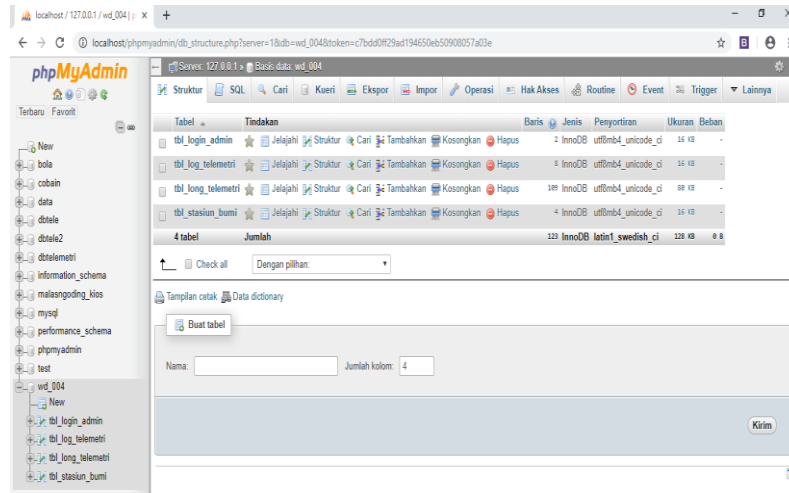 localhost / 127.0.0.1 / wd_004 | p
localhost/phpmyadmin/db_structure.php?server=1&db=wd_004&token=c7bdd0ff29ad194650eb50908057a03e
B
phpMyAdmin
Terbaru Favorit
New
bola
cobain
data
dbtele
dbtele2
dbtelemetri
information_schema
malasngoding_kios
mysql
performance_schema
phpmyadmin
test
wd_004
New
tbl_login_admin
tbl_log_telemetri
tbl_long_telemetri
tbl_stasiun_bumi
Server: 127.0.0.1 » Basis data: wd_004
Struktur SQL Cari Kueri Ekspor Impor Operasi Hak Akses Routine Event Trigger Lainnya
Tabel Tindakan Baris Jenis Penyortiran Ukuran Beban
tbl_login_admin Jelajahi Struktur Cari Tambahkan Kosongkan Hapus 2 InnoDB utf8mb4_unicode_ci 16 KB -
tbl_log_telemetri Jelajahi Struktur Cari Tambahkan Kosongkan Hapus 8 InnoDB utf8mb4_unicode_ci 16 KB -
tbl_long_telemetri Jelajahi Struktur Cari Tambahkan Kosongkan Hapus 109 InnoDB utf8mb4_unicode_ci 80 KB -
tbl_stasiun_bumi Jelajahi Struktur Cari Tambahkan Kosongkan Hapus 4 InnoDB utf8mb4_unicode_ci 16 KB -
4 tabel Jumlah 123 InnoDB latin1_swedish_ci 128 KB 0 B
Check all Dengan pilihan:
Tampilan cetak Data dictionary
Buat tabel
Nama: Jumlah kolom: 4
Kirim